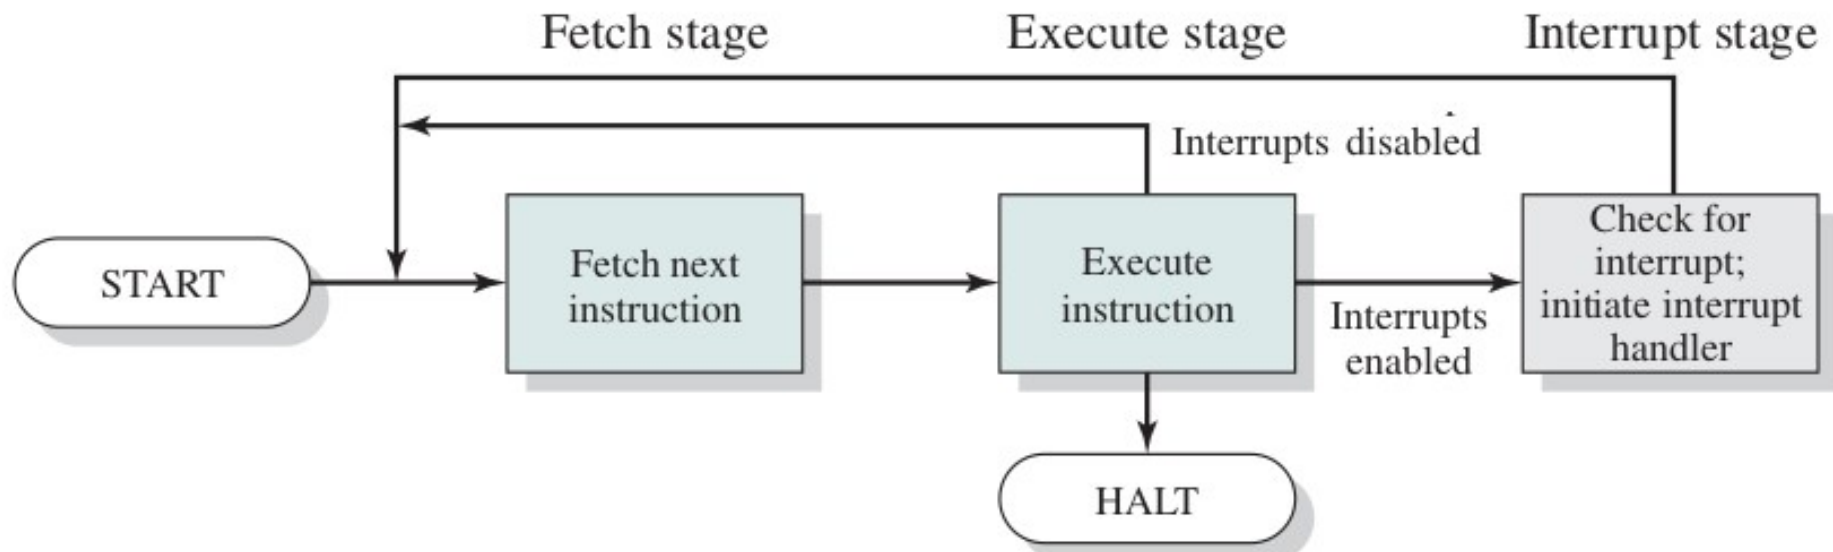 Fetch stage
Execute stage
Interrupt stage
Interrupts disabled
START
Fetch next
instruction
Execute
instruction
Interrupts
enabled
Check for
interrupt;
initiate interrupt
handler
HALT